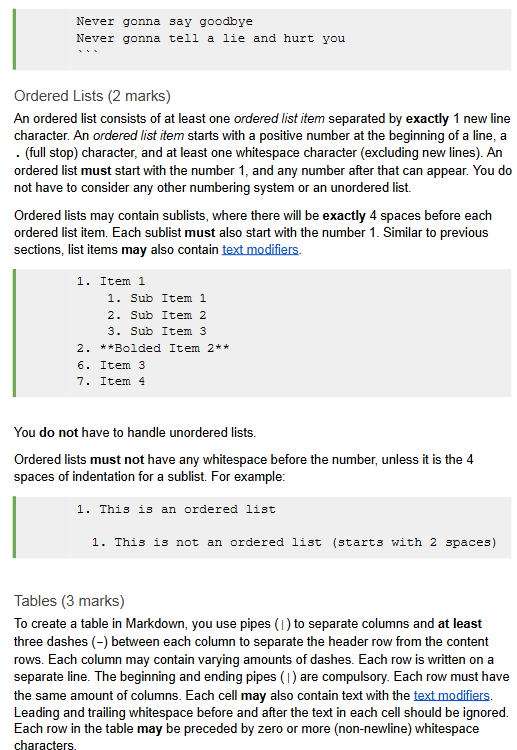 Never gonna say goodbye
Never gonna tell a lie and hurt you
```
Ordered Lists (2 marks)
An ordered list consists of at least one ordered list item separated by exactly 1 new line
character. An ordered list item starts with a positive number at the beginning of a line, a
. (full stop) character, and at least one whitespace character (excluding new lines). An
ordered list must start with the number 1, and any number after that can appear. You do
not have to consider any other numbering system or an unordered list.
Ordered lists may contain sublists, where there will be exactly 4 spaces before each
ordered list item. Each sublist must also start with the number 1. Similar to previous
sections, list items may also contain text modifiers.
1. Item 1
    1. Sub Item 1
    2. Sub Item 2
    3. Sub Item 3
2. **Bolded Item 2**
6. Item 3
7. Item 4
You do not have to handle unordered lists.
Ordered lists must not have any whitespace before the number, unless it is the 4
spaces of indentation for a sublist. For example:
1. This is an ordered list
  1. This is not an ordered list (starts with 2 spaces)
Tables (3 marks)
To create a table in Markdown, you use pipes (|) to separate columns and at least
three dashes (-) between each column to separate the header row from the content
rows. Each column may contain varying amounts of dashes. Each row is written on a
separate line. The beginning and ending pipes (|) are compulsory. Each row must have
the same amount of columns. Each cell may also contain text with the text modifiers.
Leading and trailing whitespace before and after the text in each cell should be ignored.
Each row in the table may be preceded by zero or more (non-newline) whitespace
characters.